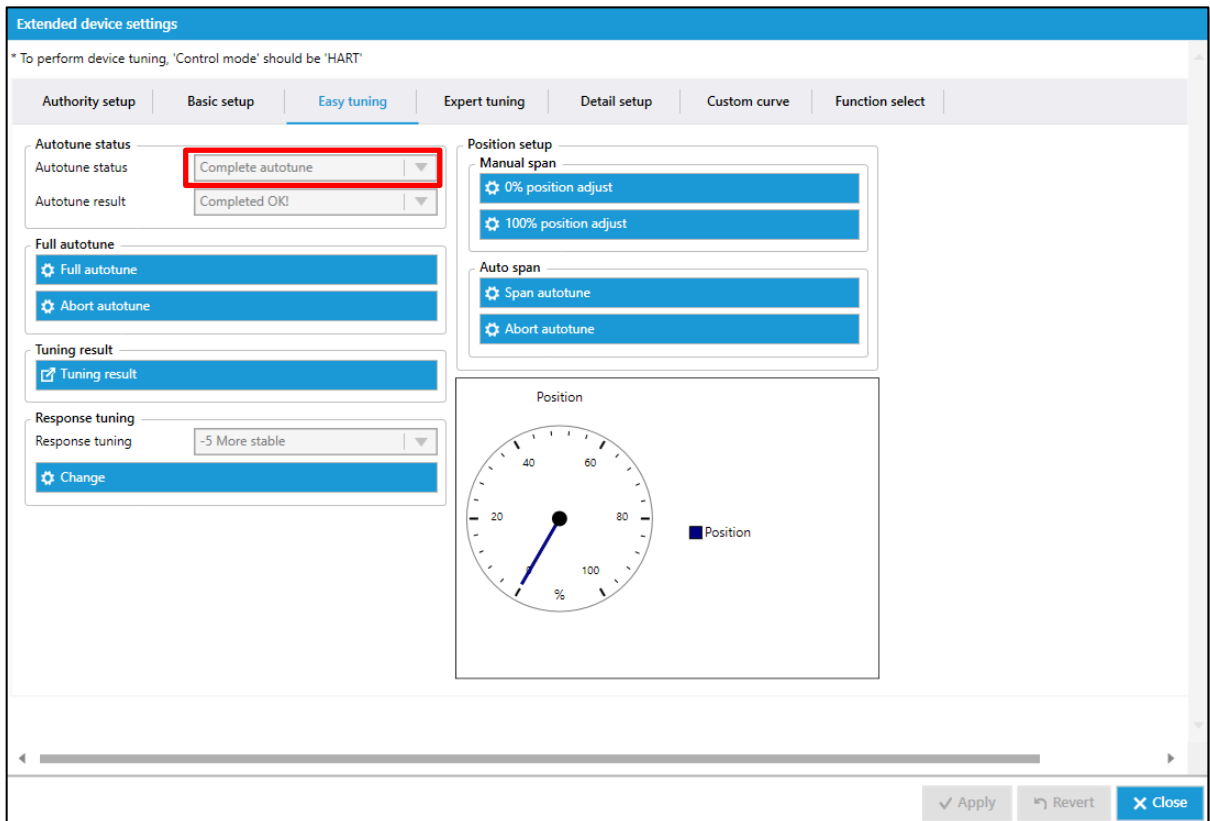 Extended device settings
* To perform device tuning, 'Control mode' should be 'HART'
Authority setup
Basic setup
Easy tuning
Expert tuning
Detail setup
Custom curve
Function select
Autotune status
Autotune status
Complete autotune
Autotune result
Completed OK!
Full autotune
Full autotune
Abort autotune
Tuning result
Tuning result
Response tuning
Response tuning
-5 More stable
Change
Position setup
Manual span
0% position adjust
100% position adjust
Auto span
Span autotune
Abort autotune
Position
40
60
20
80
0
100
%
Position
Apply
Revert
Close